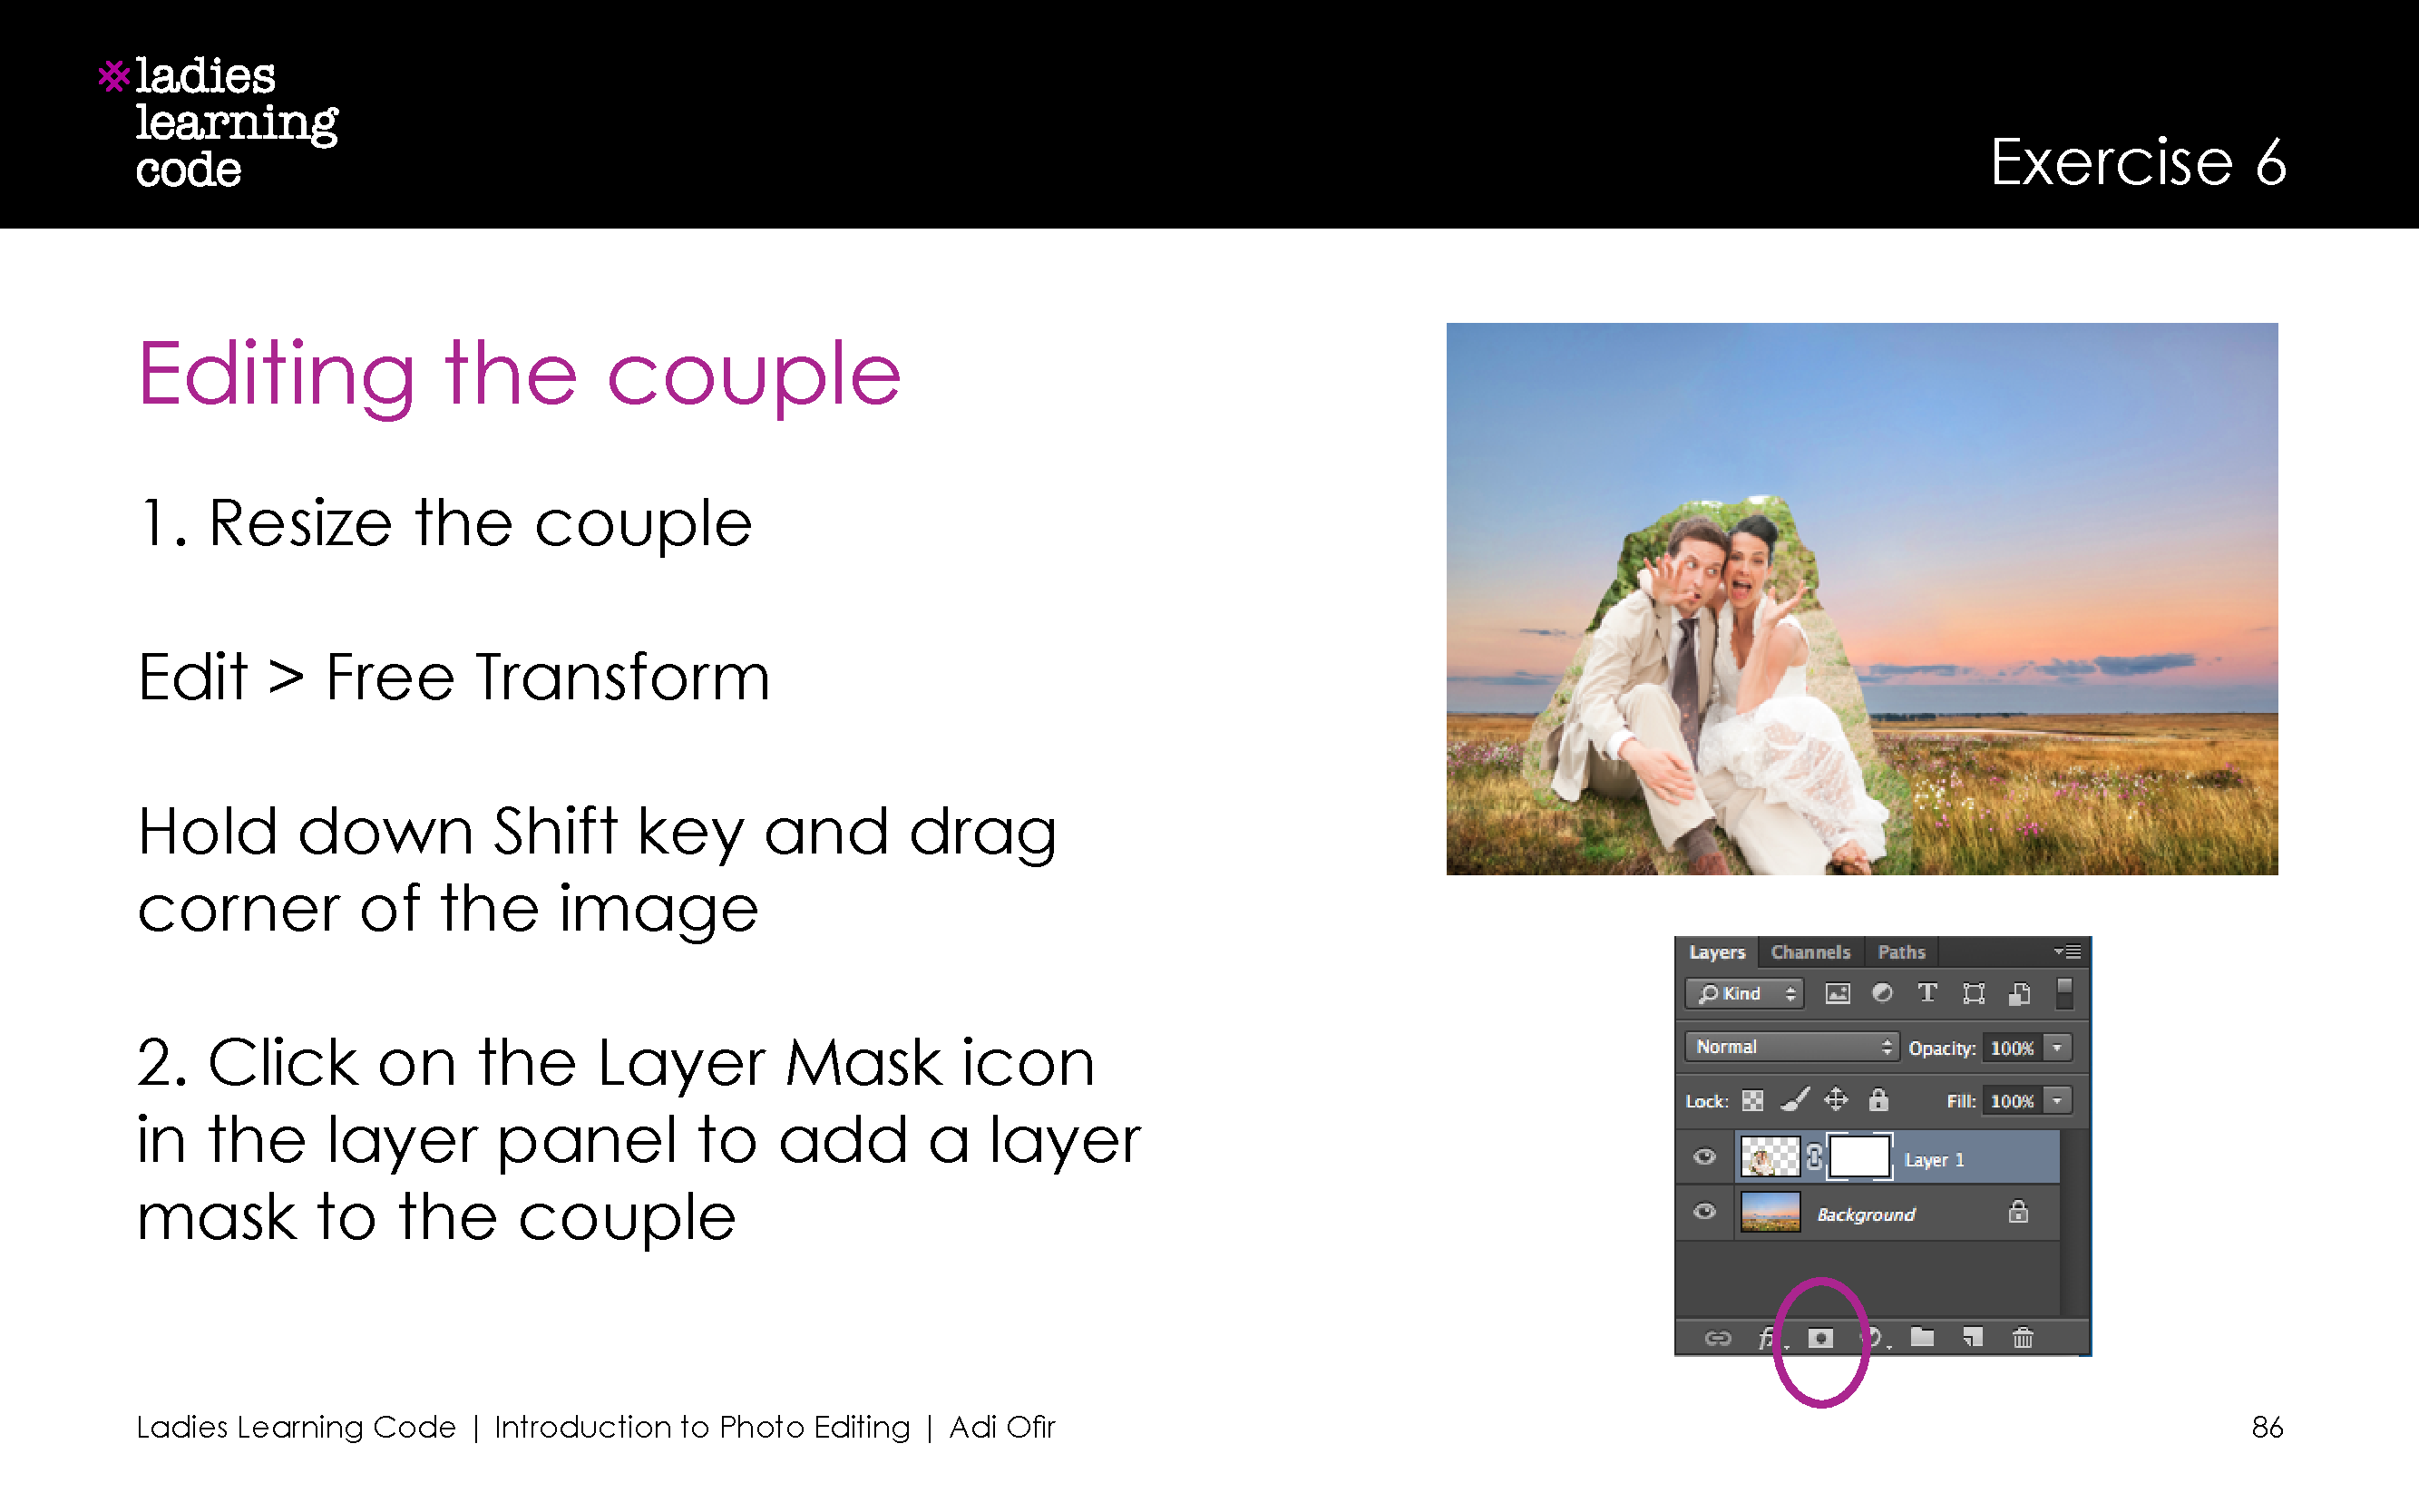 ladies
learning
code
Exercise 6
Editing the couple
1. Resize the couple
Edit > Free Transform
Hold down Shift key and drag
corner of the image
2. Click on the Layer Mask icon
in the layer panel to add a layer
mask to the couple
Layers Channels Paths
Kind
Normal Opacity: 100%
Lock: Fill: 100%
Layer 1
Background
fx
Ladies Learning Code | Introduction to Photo Editing | Adi Ofir
86